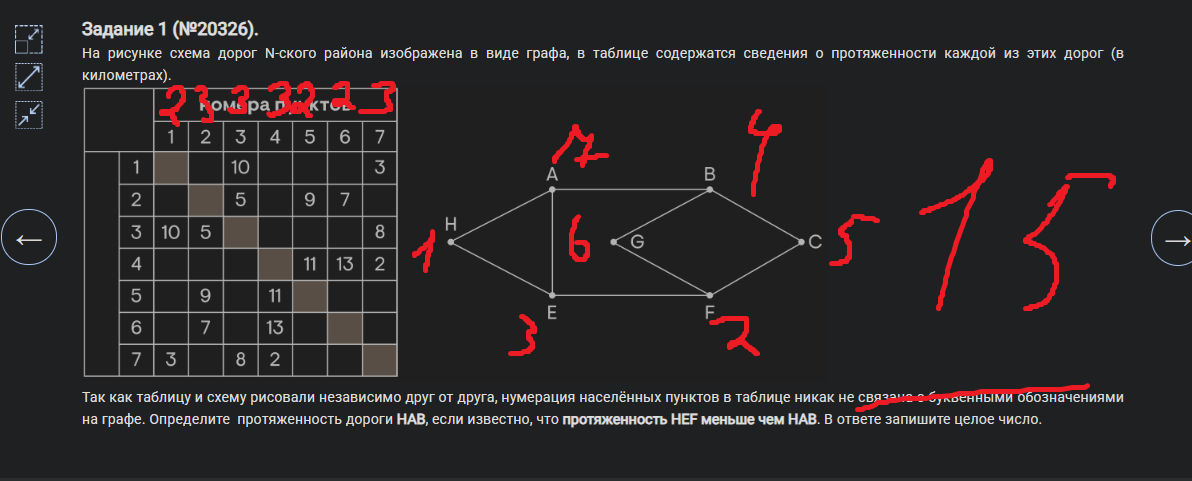 Задание 1 (№20326).
На рисунке схема дорог N-ского района изображена в виде графа, в таблице содержатся сведения о протяженности каждой из этих дорог (в
километрах).
2 3 3 3 2 2 3
номера пунктов
1 2 3 4 5 6 7
1 10 3
2 5 9 7
3 10 5 8
4 11 13 2
5 9 11
6 7 13
7 3 8 2
7 4
A B
H G C
1 6 5
E F
3 2
15
Так как таблицу и схему рисовали независимо друг от друга, нумерация населённых пунктов в таблице никак не связана с буквенными обозначениями
на графе. Определите протяженность дороги HAB, если известно, что протяженность HEF меньше чем HAB. В ответе запишите целое число.